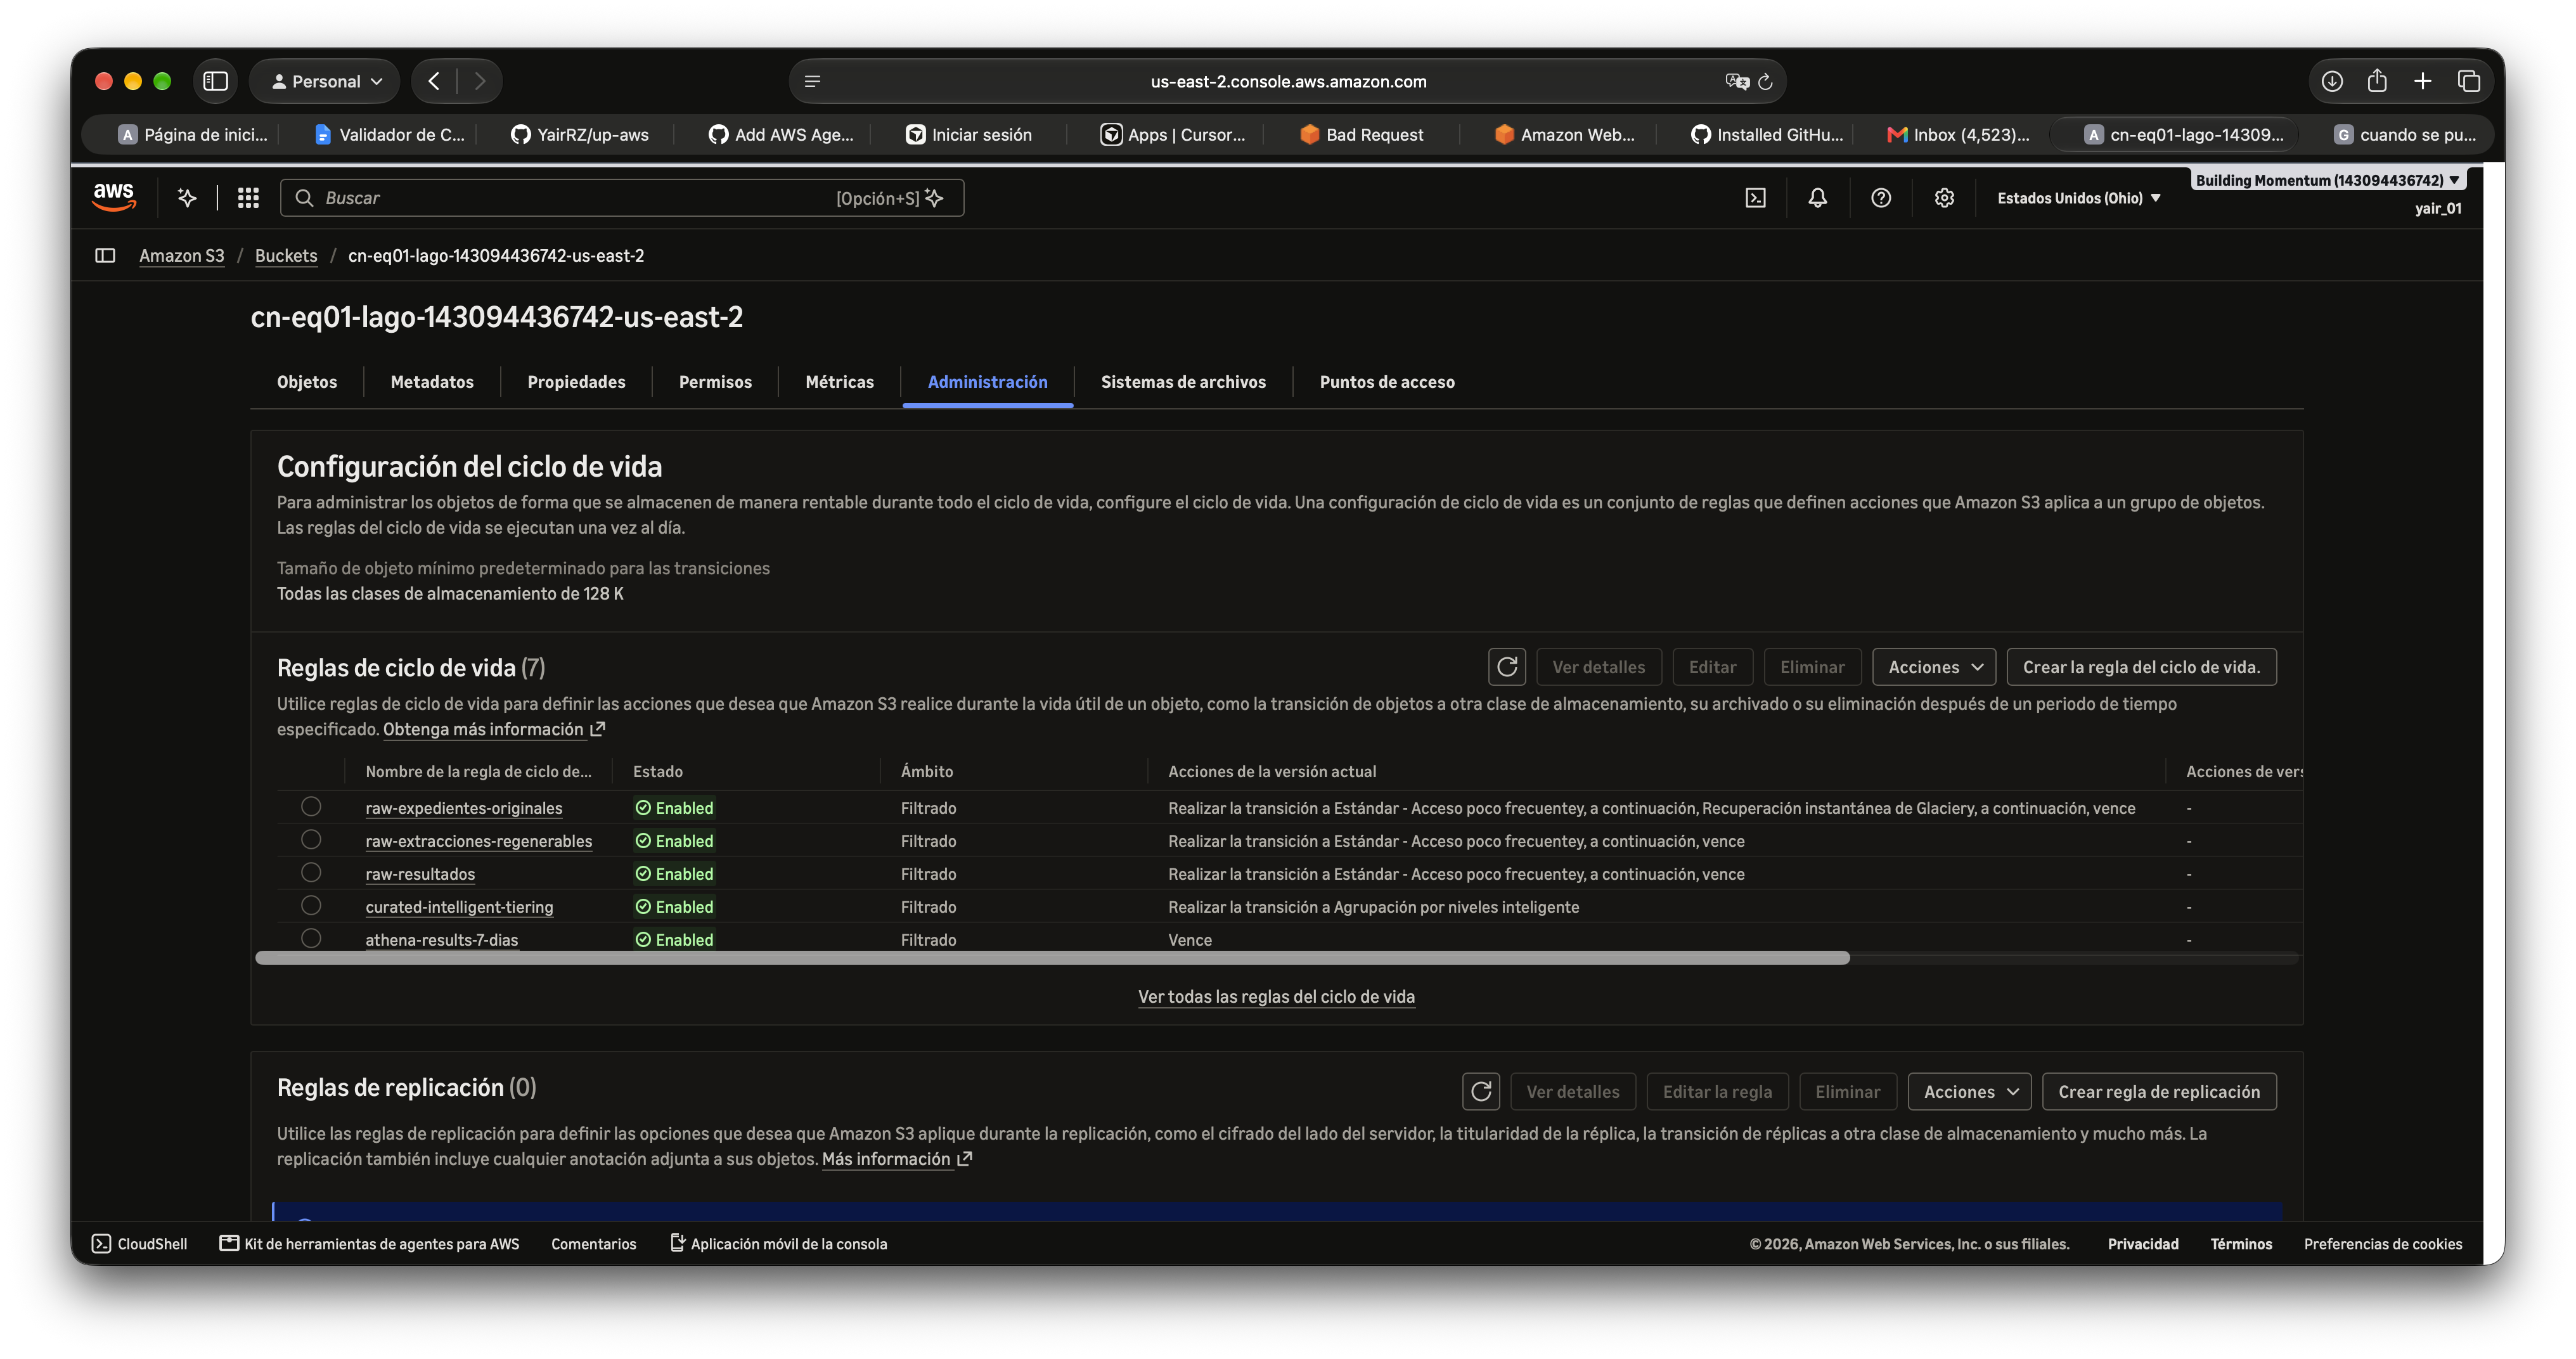 Personal
us-east-2.console.aws.amazon.com
A Página de inici...
Validador de C...
YairRZ/up-aws
Add AWS Age...
Iniciar sesión
Apps | Cursor...
Bad Request
Amazon Web...
Installed GitHu...
Inbox (4,523)...
A cn-eq01-lago-14309...
G cuando se pu...
aws
Buscar
[Opción+S]
Estados Unidos (Ohio)
Building Momentum (143094436742)
yair_01
Amazon S3 / Buckets / cn-eq01-lago-143094436742-us-east-2
cn-eq01-lago-143094436742-us-east-2
Objetos
Metadatos
Propiedades
Permisos
Métricas
Administración
Sistemas de archivos
Puntos de acceso
Configuración del ciclo de vida
Para administrar los objetos de forma que se almacenen de manera rentable durante todo el ciclo de vida, configure el ciclo de vida. Una configuración de ciclo de vida es un conjunto de reglas que definen acciones que Amazon S3 aplica a un grupo de objetos.
Las reglas del ciclo de vida se ejecutan una vez al día.
Tamaño de objeto mínimo predeterminado para las transiciones
Todas las clases de almacenamiento de 128 K
Reglas de ciclo de vida (7)
Ver detalles
Editar
Eliminar
Acciones
Crear la regla del ciclo de vida.
Utilice reglas de ciclo de vida para definir las acciones que desea que Amazon S3 realice durante la vida útil de un objeto, como la transición de objetos a otra clase de almacenamiento, su archivado o su eliminación después de un periodo de tiempo
especificado. Obtenga más información
Nombre de la regla de ciclo de... Estado Ámbito Acciones de la versión actual Acciones de vers
raw-expedientes-originales Enabled Filtrado Realizar la transición a Estándar - Acceso poco frecuentey, a continuación, Recuperación instantánea de Glaciery, a continuación, vence -
raw-extracciones-regenerables Enabled Filtrado Realizar la transición a Estándar - Acceso poco frecuentey, a continuación, vence -
raw-resultados Enabled Filtrado Realizar la transición a Estándar - Acceso poco frecuentey, a continuación, vence -
curated-intelligent-tiering Enabled Filtrado Realizar la transición a Agrupación por niveles inteligente -
athena-results-7-dias Enabled Filtrado Vence -
Ver todas las reglas del ciclo de vida
Reglas de replicación (0)
Ver detalles
Editar la regla
Eliminar
Acciones
Crear regla de replicación
Utilice las reglas de replicación para definir las opciones que desea que Amazon S3 aplique durante la replicación, como el cifrado del lado del servidor, la titularidad de la réplica, la transición de réplicas a otra clase de almacenamiento y mucho más. La
replicación también incluye cualquier anotación adjunta a sus objetos. Más información
CloudShell
Kit de herramientas de agentes para AWS
Comentarios
Aplicación móvil de la consola
© 2026, Amazon Web Services, Inc. o sus filiales.
Privacidad
Términos
Preferencias de cookies